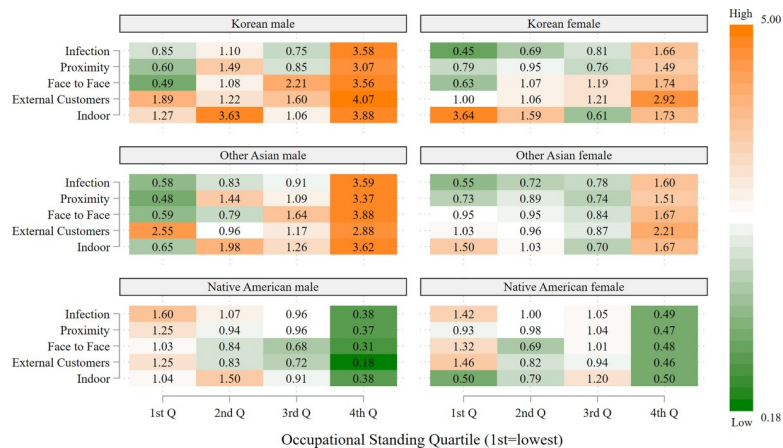 Korean male
Infection 0.85 1.10 0.75 3.58
Proximity 0.60 1.49 0.85 3.07
Face to Face 0.49 1.08 2.21 3.56
External Customers 1.89 1.22 1.60 4.07
Indoor 1.27 3.63 1.06 3.88
Korean female
0.45 0.69 0.81 1.66
0.79 0.95 0.76 1.49
0.63 1.07 1.19 1.74
1.00 1.06 1.21 2.92
3.64 1.59 0.61 1.73
Other Asian male
Infection 0.58 0.83 0.91 3.59
Proximity 0.48 1.44 1.09 3.37
Face to Face 0.59 0.79 1.64 3.88
External Customers 2.55 0.96 1.17 2.88
Indoor 0.65 1.98 1.26 3.62
Other Asian female
0.55 0.72 0.78 1.60
0.73 0.89 0.74 1.51
0.95 0.95 0.84 1.67
1.03 0.96 0.87 2.21
1.50 1.03 0.70 1.67
Native American male
Infection 1.60 1.07 0.96 0.38
Proximity 1.25 0.94 0.96 0.37
Face to Face 1.03 0.84 0.68 0.31
External Customers 1.25 0.83 0.72 0.18
Indoor 1.04 1.50 0.91 0.38
1st Q 2nd Q 3rd Q 4th Q
Native American female
1.42 1.00 1.05 0.49
0.93 0.98 1.04 0.47
1.32 0.69 1.01 0.48
1.46 0.82 0.94 0.46
0.50 0.79 1.20 0.50
1st Q 2nd Q 3rd Q 4th Q
Occupational Standing Quartile (1st=lowest)
High
5.00
0.18
Low